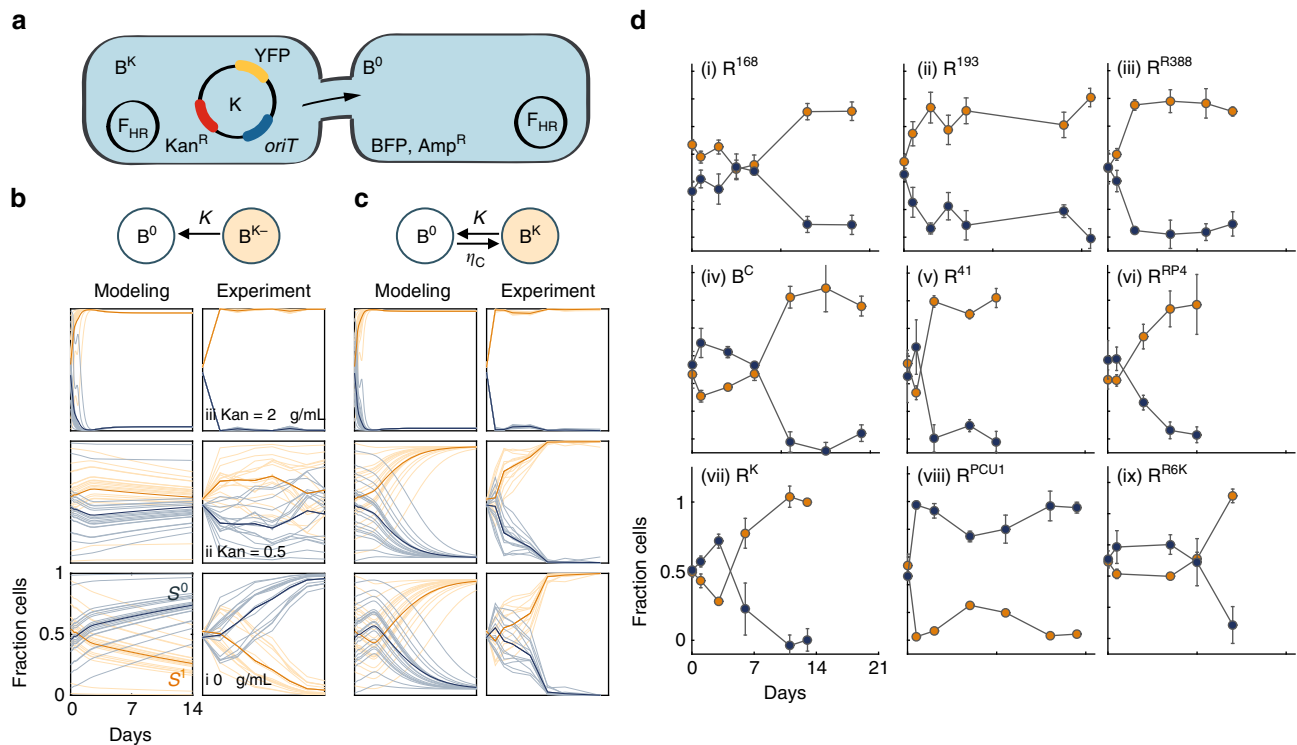 a
B^K
YFP
K
F_HR
Kan^R
oriT
B^0
F_HR
BFP, Amp^R
b
B^0
K
B^K–
Modeling
Experiment
iii Kan = 2 g/mL
ii Kan = 0.5
Fraction cells
1
0.5
0
S^0
S^1
i 0 g/mL
0
7
14
Days
c
B^0
K
η_C
B^K
Modeling
Experiment
d
(i) R^168
(ii) R^193
(iii) R^R388
(iv) B^C
(v) R^41
(vi) R^RP4
(vii) R^K
(viii) R^PCU1
(ix) R^R6K
Fraction cells
1
0.5
0
0
7
14
21
Days